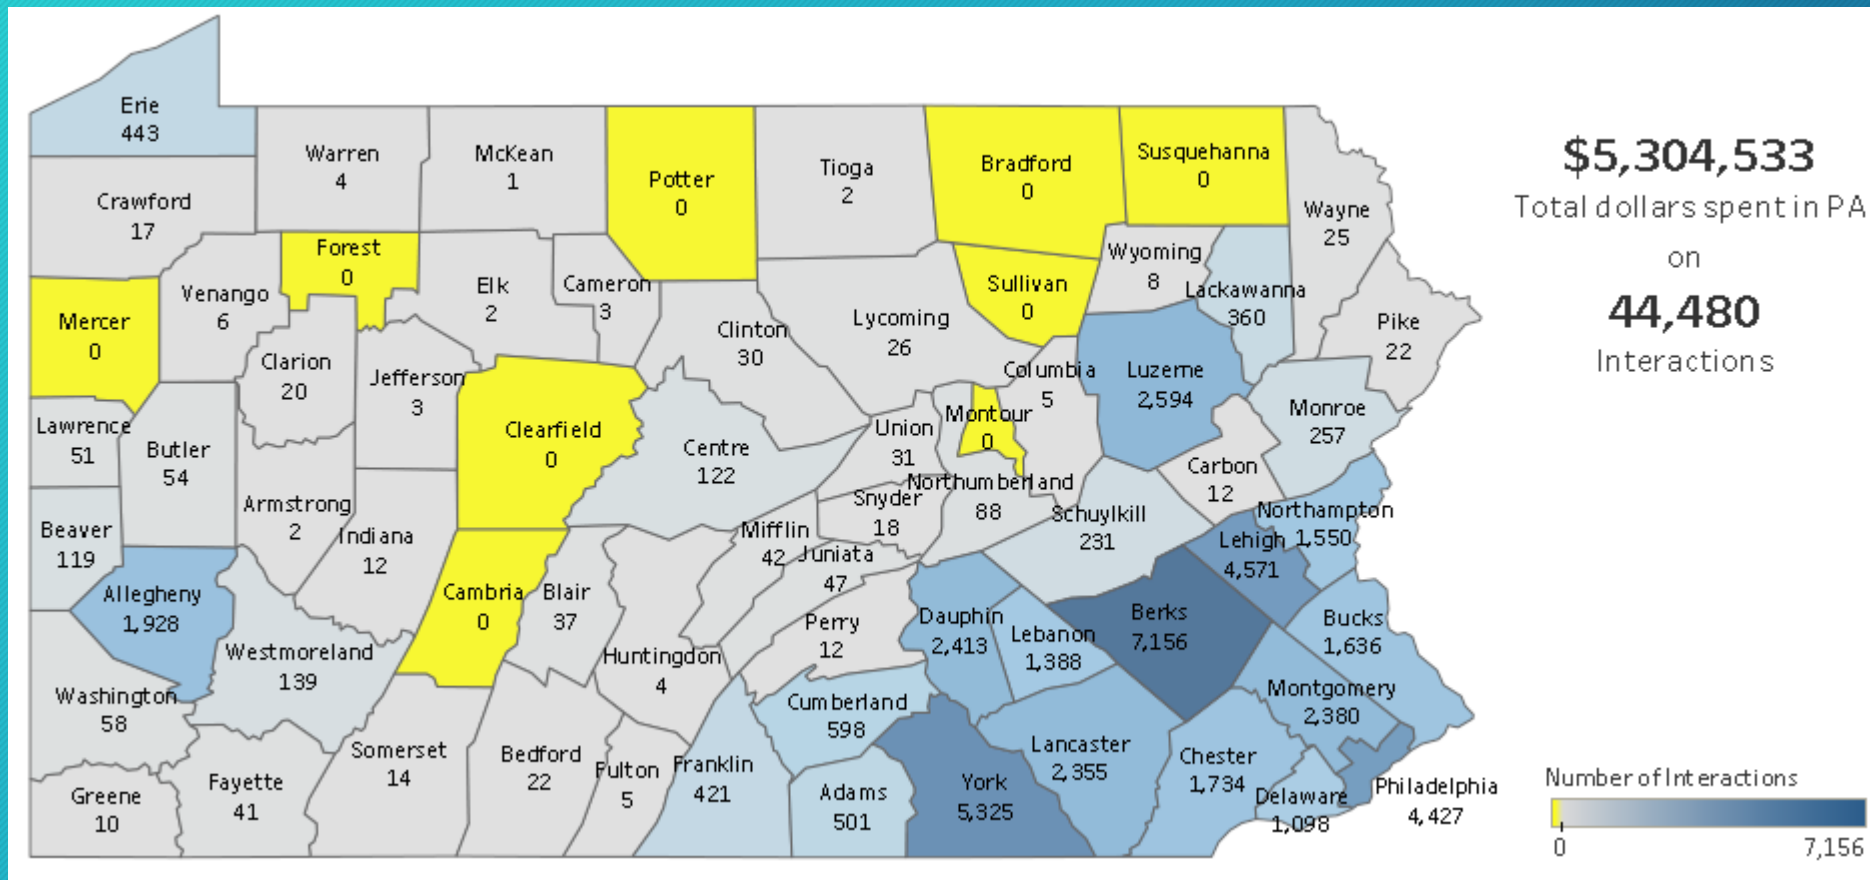 Erie
443
Warren
4
McKean
1
Potter
0
Tioga
2
Bradford
0
Susquehanna
0
Wayne
25
Crawford
17
Forest
0
Venango
6
Elk
2
Cameron
3
Sullivan
0
Wyoming
8
Lackawanna
360
Mercer
0
Clinton
30
Lycoming
26
Pike
22
Clarion
20
Jefferson
3
Columbia
5
Luzerne
2,594
Monroe
257
Lawrence
51
Butler
54
Clearfield
0
Centre
122
Union
31
Montour
0
Carbon
12
Armstrong
2
Snyder
18
Northumberland
88
Schuylkill
231
Northampton
1,550
Beaver
119
Indiana
12
Mifflin
42
Juniata
47
Lehigh
4,571
Allegheny
1,928
Cambria
0
Blair
37
Perry
12
Dauphin
2,413
Lebanon
1,388
Berks
7,156
Bucks
1,636
Westmoreland
139
Huntingdon
4
Washington
58
Cumberland
598
Montgomery
2,380
Greene
10
Fayette
41
Somerset
14
Bedford
22
Fulton
5
Franklin
421
Adams
501
York
5,325
Lancaster
2,355
Chester
1,734
Delaware
1,098
Philadelphia
4,427
$5,304,533
Total dollars spent in PA
on
44,480
Interactions
Number of Interactions
0 7,156